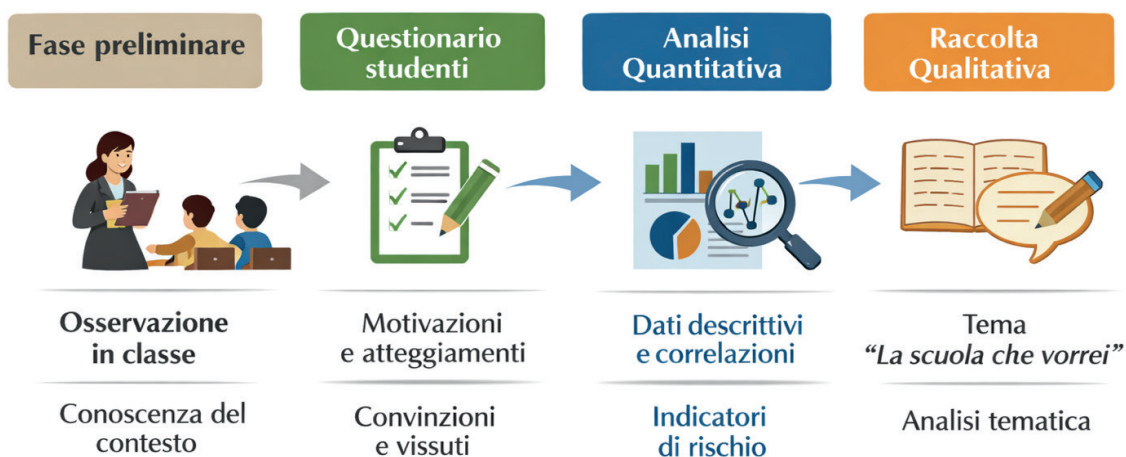 Fase preliminare
Questionario
studenti
Analisi
Quantitativa
Raccolta
Qualitativa
Osservazione
in classe
Motivazioni
e atteggiamenti
Dati descrittivi
e correlazioni
Tema
“La scuola che vorrei”
Conoscenza del
contesto
Convinzioni
e vissuti
Indicatori
di rischio
Analisi tematica